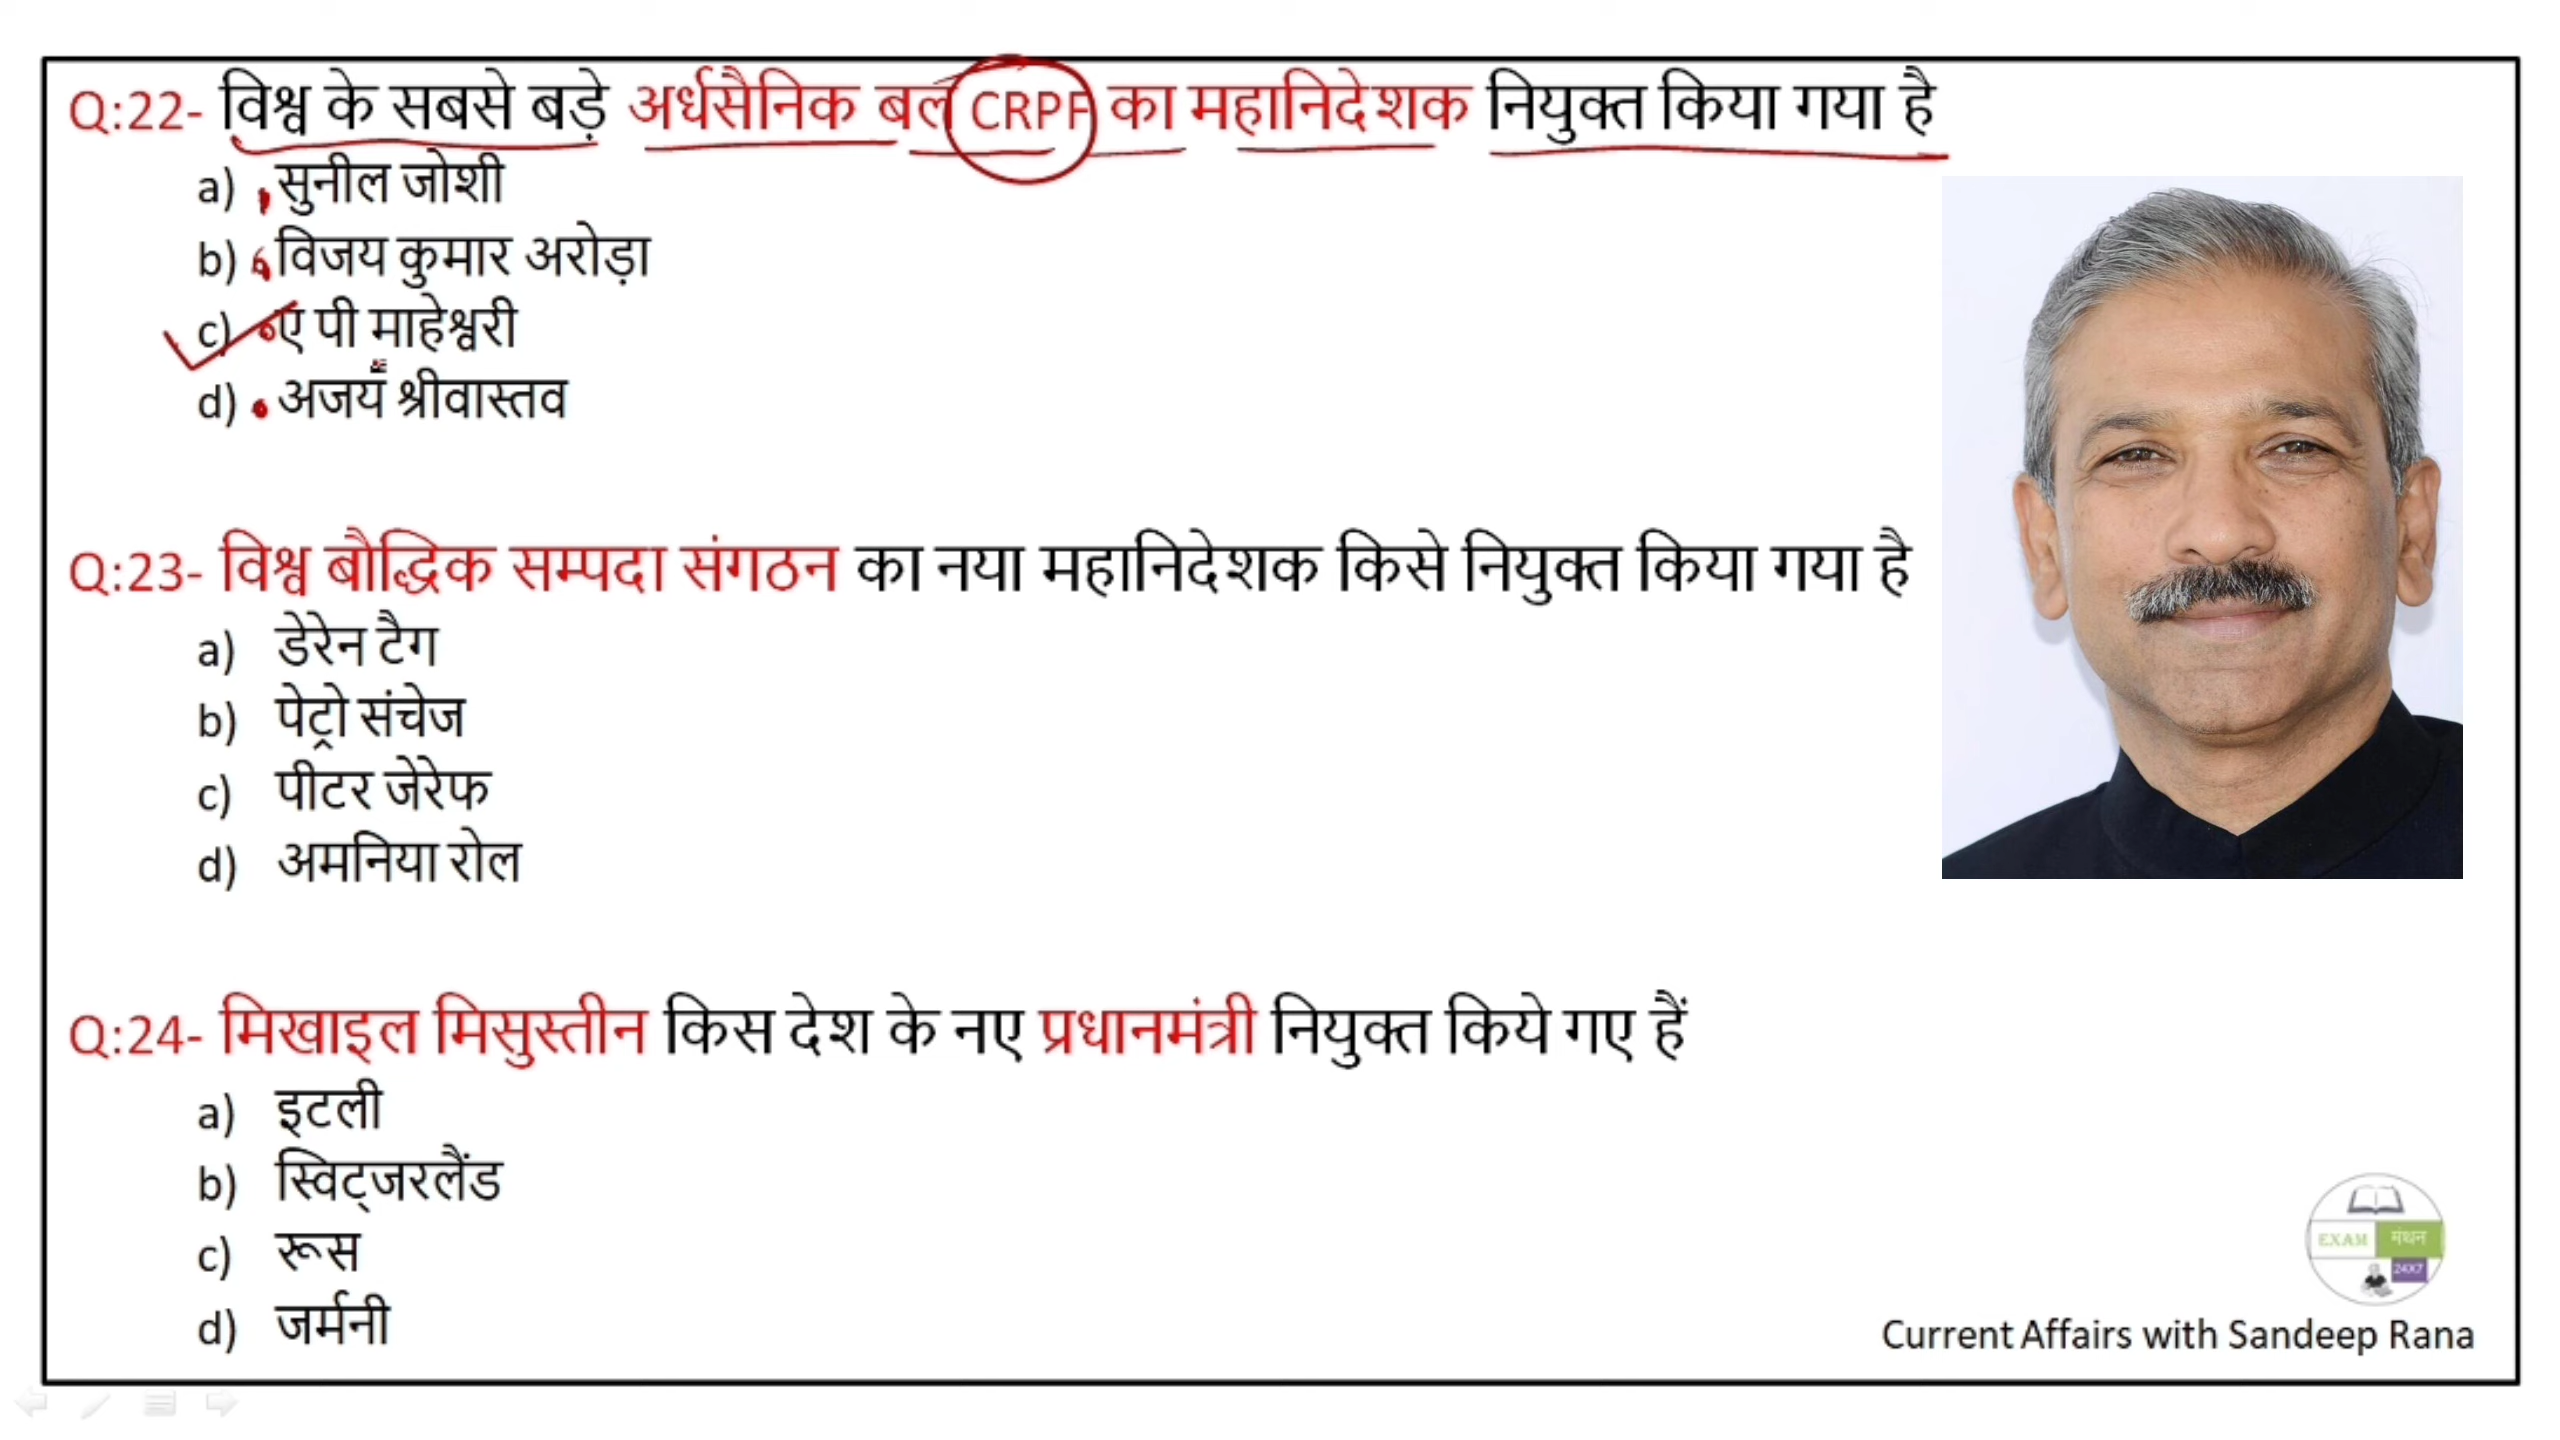 Q:22- विश्व के सबसे बड़े अर्धसैनिक बल CRPF का महानिदेशक नियुक्त किया गया है
a) सुनील जोशी
b) विजय कुमार अरोड़ा
c) ए पी माहेश्वरी
d) अजय श्रीवास्तव
Q:23- विश्व बौद्धिक सम्पदा संगठन का नया महानिदेशक किसे नियुक्त किया गया है
a) डेरेन टैग
b) पेट्रो संचेज
c) पीटर जेरेफ
d) अमनिया रोल
Q:24- मिखाइल मिसुस्तीन किस देश के नए प्रधानमंत्री नियुक्त किये गए हैं
a) इटली
b) स्विट्जरलैंड
c) रूस
d) जर्मनी
EXAM मंथन
24X7
Current Affairs with Sandeep Rana